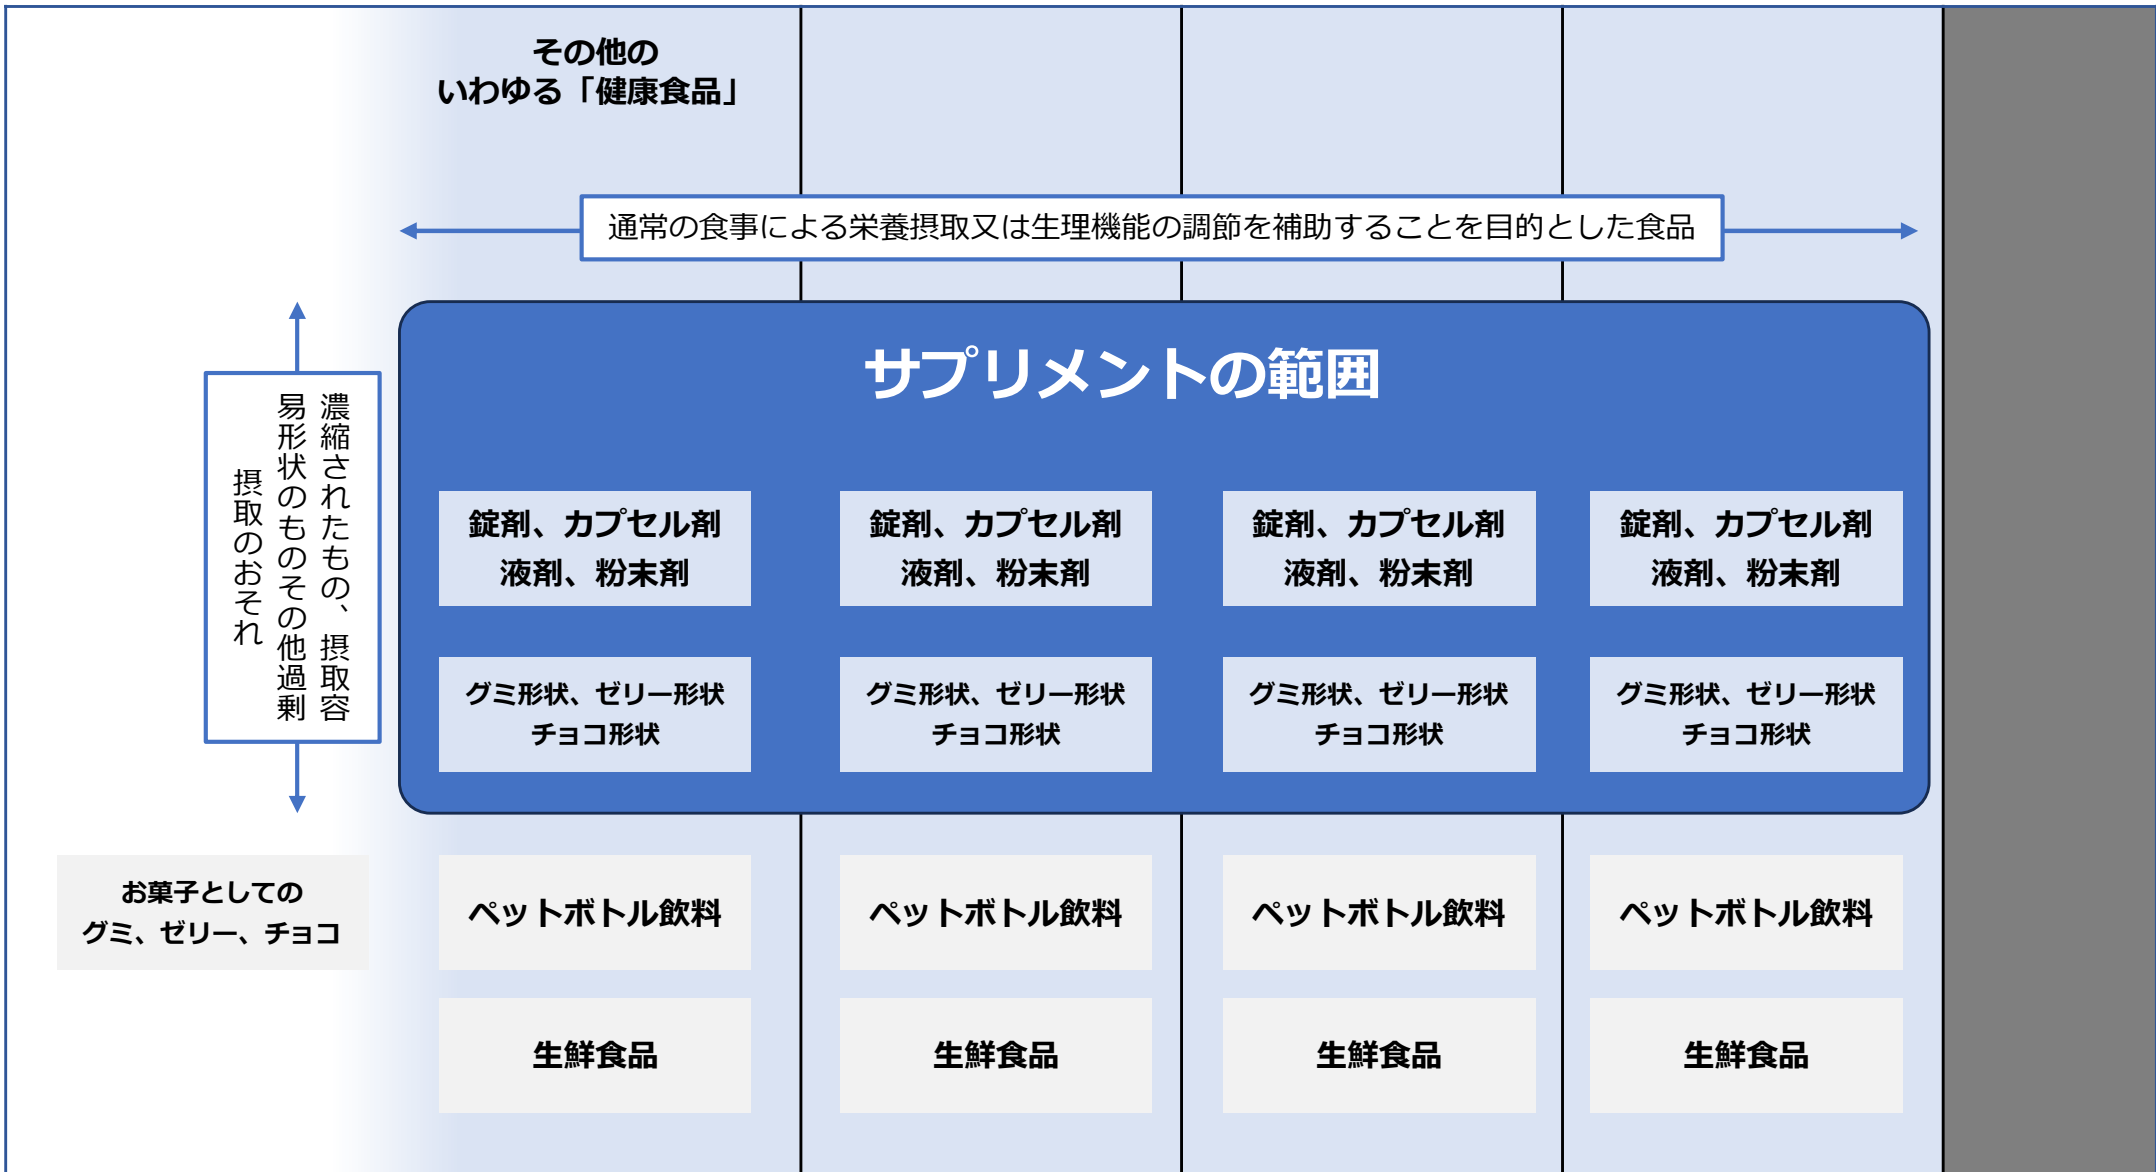 その他の
いわゆる「健康食品」
通常の食事による栄養摂取又は生理機能の調節を補助することを目的とした食品
サプリメントの範囲
濃縮されたもの、摂取容
易形状のものその他過剰
摂取のおそれ
錠剤、カプセル剤
液剤、粉末剤
錠剤、カプセル剤
液剤、粉末剤
錠剤、カプセル剤
液剤、粉末剤
錠剤、カプセル剤
液剤、粉末剤
グミ形状、ゼリー形状
チョコ形状
グミ形状、ゼリー形状
チョコ形状
グミ形状、ゼリー形状
チョコ形状
グミ形状、ゼリー形状
チョコ形状
お菓子としての
グミ、ゼリー、チョコ
ペットボトル飲料
ペットボトル飲料
ペットボトル飲料
ペットボトル飲料
生鮮食品
生鮮食品
生鮮食品
生鮮食品